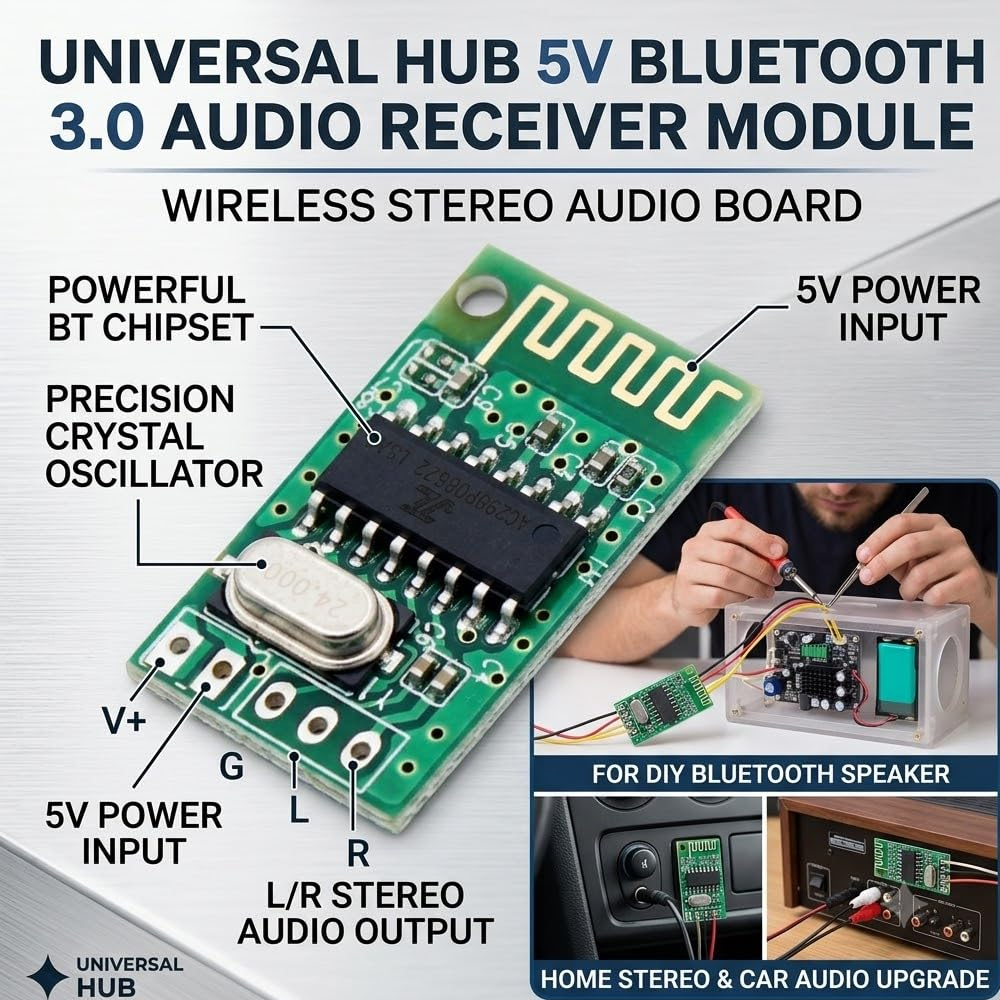 UNIVERSAL HUB 5V BLUETOOTH
3.0 AUDIO RECEIVER MODULE
WIRELESS STEREO AUDIO BOARD
POWERFUL
BT CHIPSET
5V POWER
INPUT
PRECISION
CRYSTAL
OSCILLATOR
24.000
V+
G
L
R
5V POWER
INPUT
L/R STEREO
AUDIO OUTPUT
FOR DIY BLUETOOTH SPEAKER
HOME STEREO & CAR AUDIO UPGRADE
UNIVERSAL
HUB